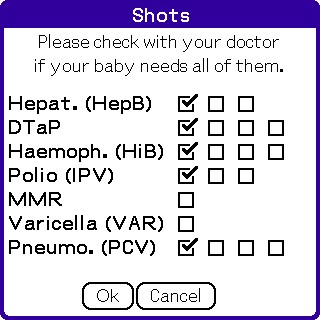 Shots
Please check with your doctor
if your baby needs all of them.
Hepat. (HepB)
DTaP
Haemoph. (HiB)
Polio (IPV)
MMR
Varicella (VAR)
Pneumo. (PCV)
Ok Cancel